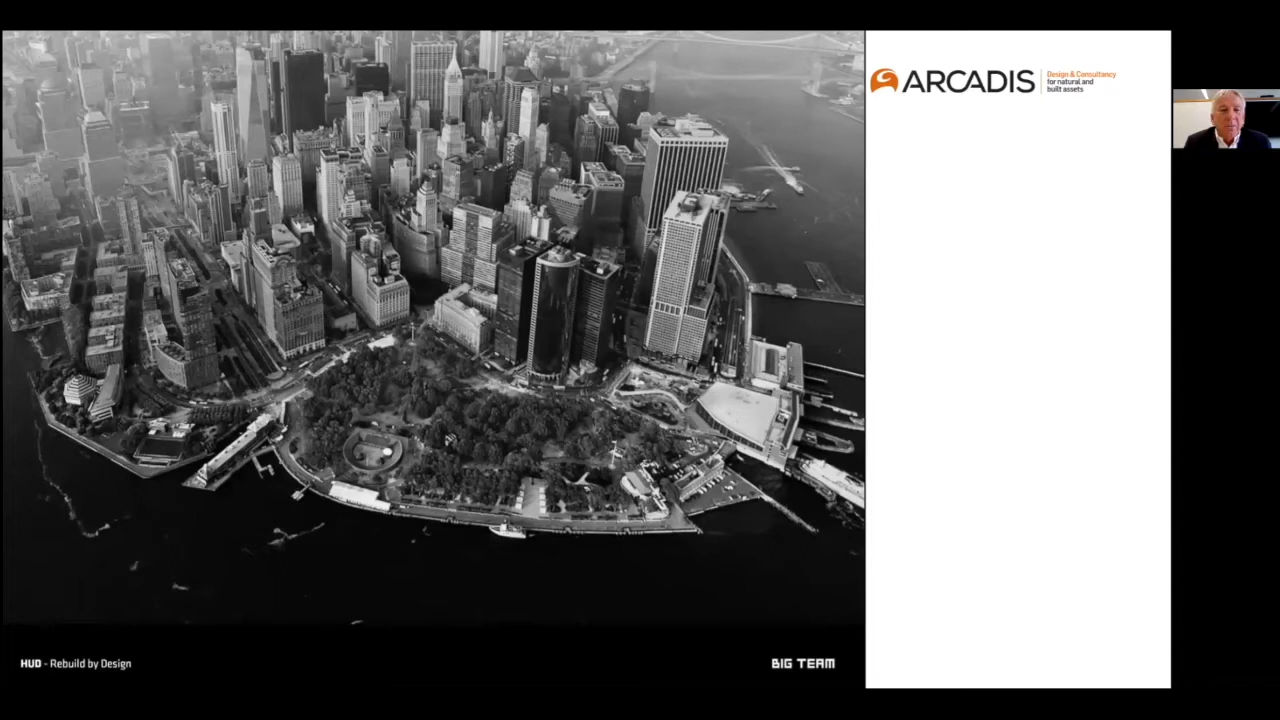 ARCADIS
Design & Consultancy
for natural and
built assets
HUD - Rebuild by Design
BIG TEAM